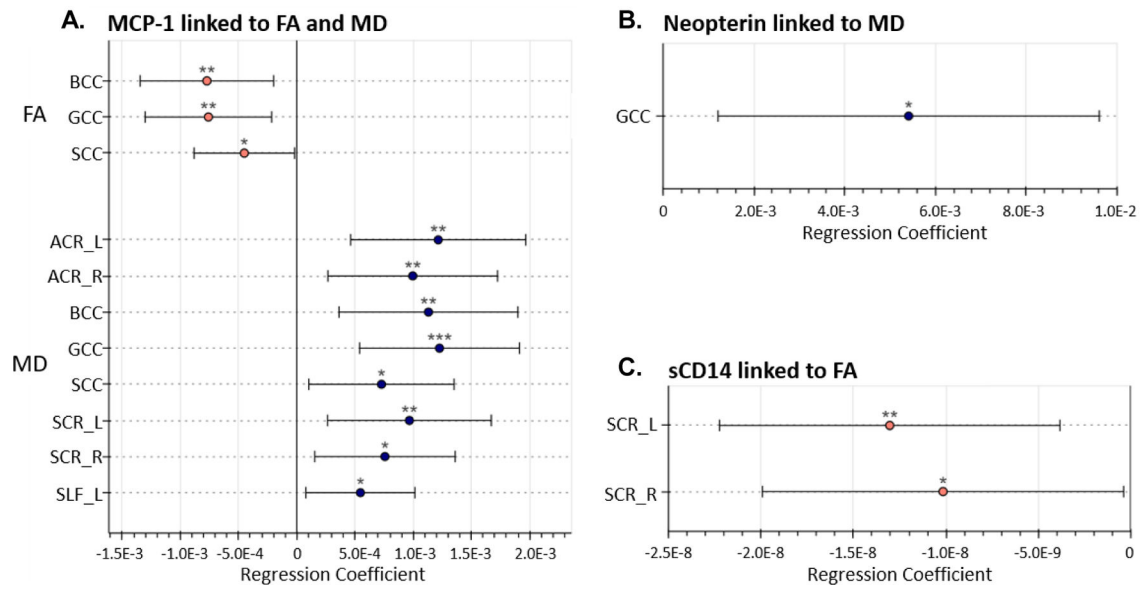 A. MCP-1 linked to FA and MD
FA
BCC
**
GCC
**
SCC
*
MD
ACR_L
**
ACR_R
**
BCC
**
GCC
***
SCC
*
SCR_L
**
SCR_R
*
SLF_L
*
-1.5E-3 -1.0E-3 -5.0E-4 0 5.0E-4 1.0E-3 1.5E-3 2.0E-3
Regression Coefficient
B. Neopterin linked to MD
GCC
*
0 2.0E-3 4.0E-3 6.0E-3 8.0E-3 1.0E-2
Regression Coefficient
C. sCD14 linked to FA
SCR_L
**
SCR_R
*
-2.5E-8 -2.0E-8 -1.5E-8 -1.0E-8 -5.0E-9 0
Regression Coefficient